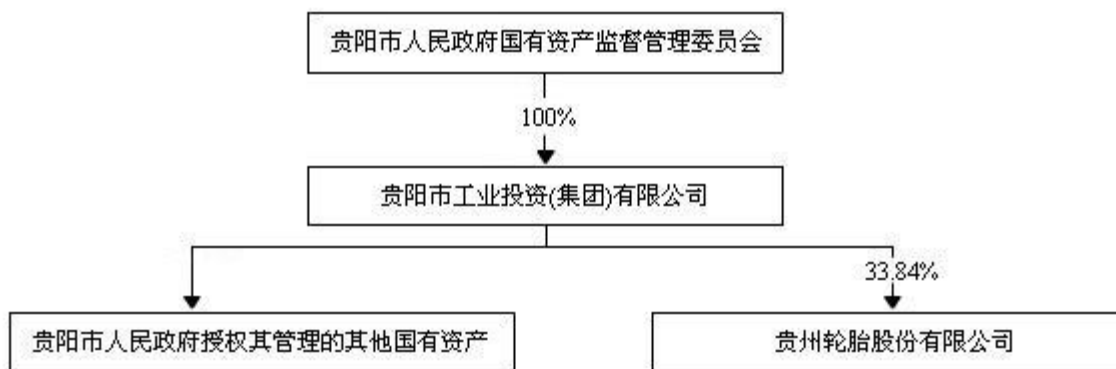 贵阳市人民政府国有资产监督管理委员会
100%
贵阳市工业投资(集团)有限公司
33.84%
贵阳市人民政府授权其管理的其他国有资产
贵州轮胎股份有限公司